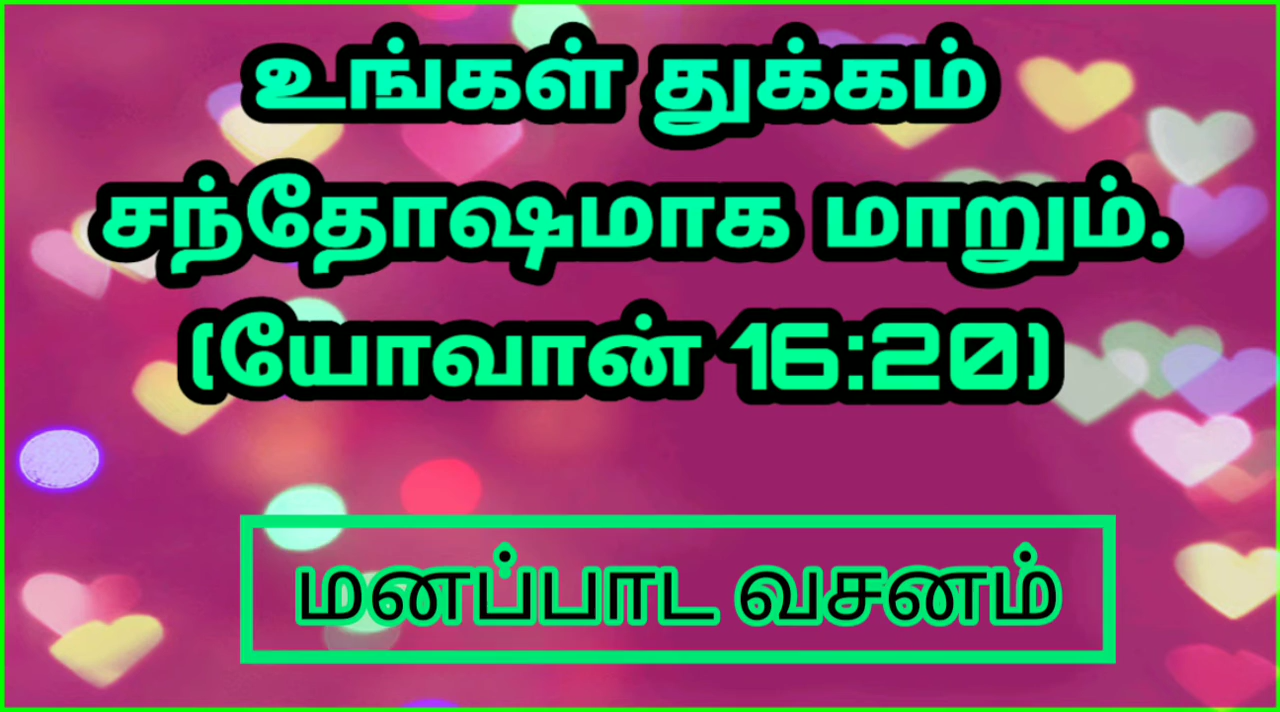 உங்கள் துக்கம்
சந்தோஷமாக மாறும்.
(யோவான் 16:20)
மனப்பாட வசனம்